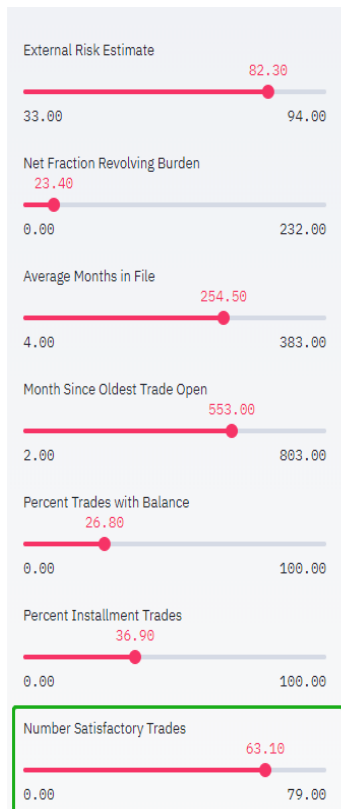 External Risk Estimate
82.30
33.00 94.00
Net Fraction Revolving Burden
23.40
0.00 232.00
Average Months in File
254.50
4.00 383.00
Month Since Oldest Trade Open
553.00
2.00 803.00
Percent Trades with Balance
26.80
0.00 100.00
Percent Installment Trades
36.90
0.00 100.00
Number Satisfactory Trades
63.10
0.00 79.00